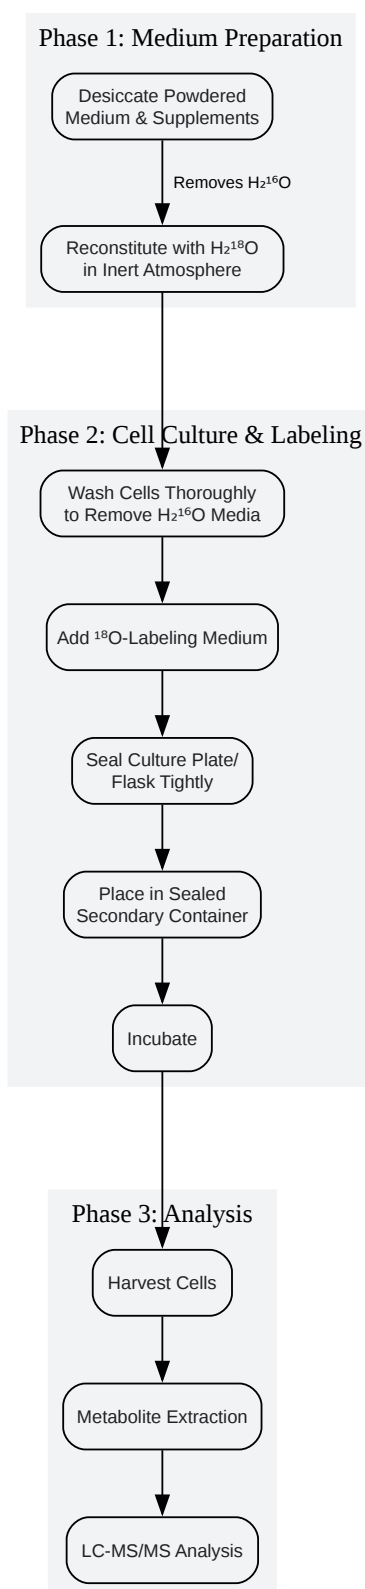 Phase 1: Medium Preparation
Desiccate Powdered
Medium & Supplements
Removes H₂¹⁶O
Reconstitute with H₂¹⁸O
in Inert Atmosphere
Phase 2: Cell Culture & Labeling
Wash Cells Thoroughly
to Remove H₂¹⁶O Media
Add ¹⁸O-Labeling Medium
Seal Culture Plate/
Flask Tightly
Place in Sealed
Secondary Container
Incubate
Phase 3: Analysis
Harvest Cells
Metabolite Extraction
LC-MS/MS Analysis